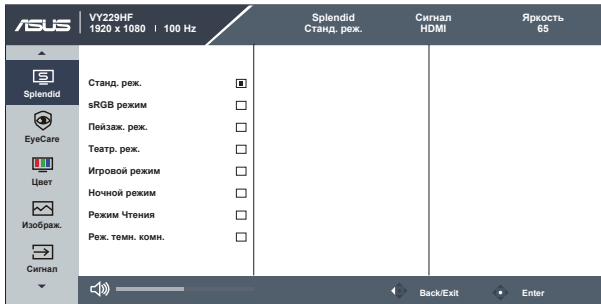 ASUS
VY229HF
1920 x 1080 100 Hz
Splendid
Станд. реж.
Сигнал
HDMI
Яркость
65
Splendid
EyeCare
Цвет
Изображ.
Сигнал
Станд. реж.
sRGB режим
Пейзаж. реж.
Театр. реж.
Игровой режим
Ночной режим
Режим Чтения
Реж. темн. комн.
Back/Exit
Enter